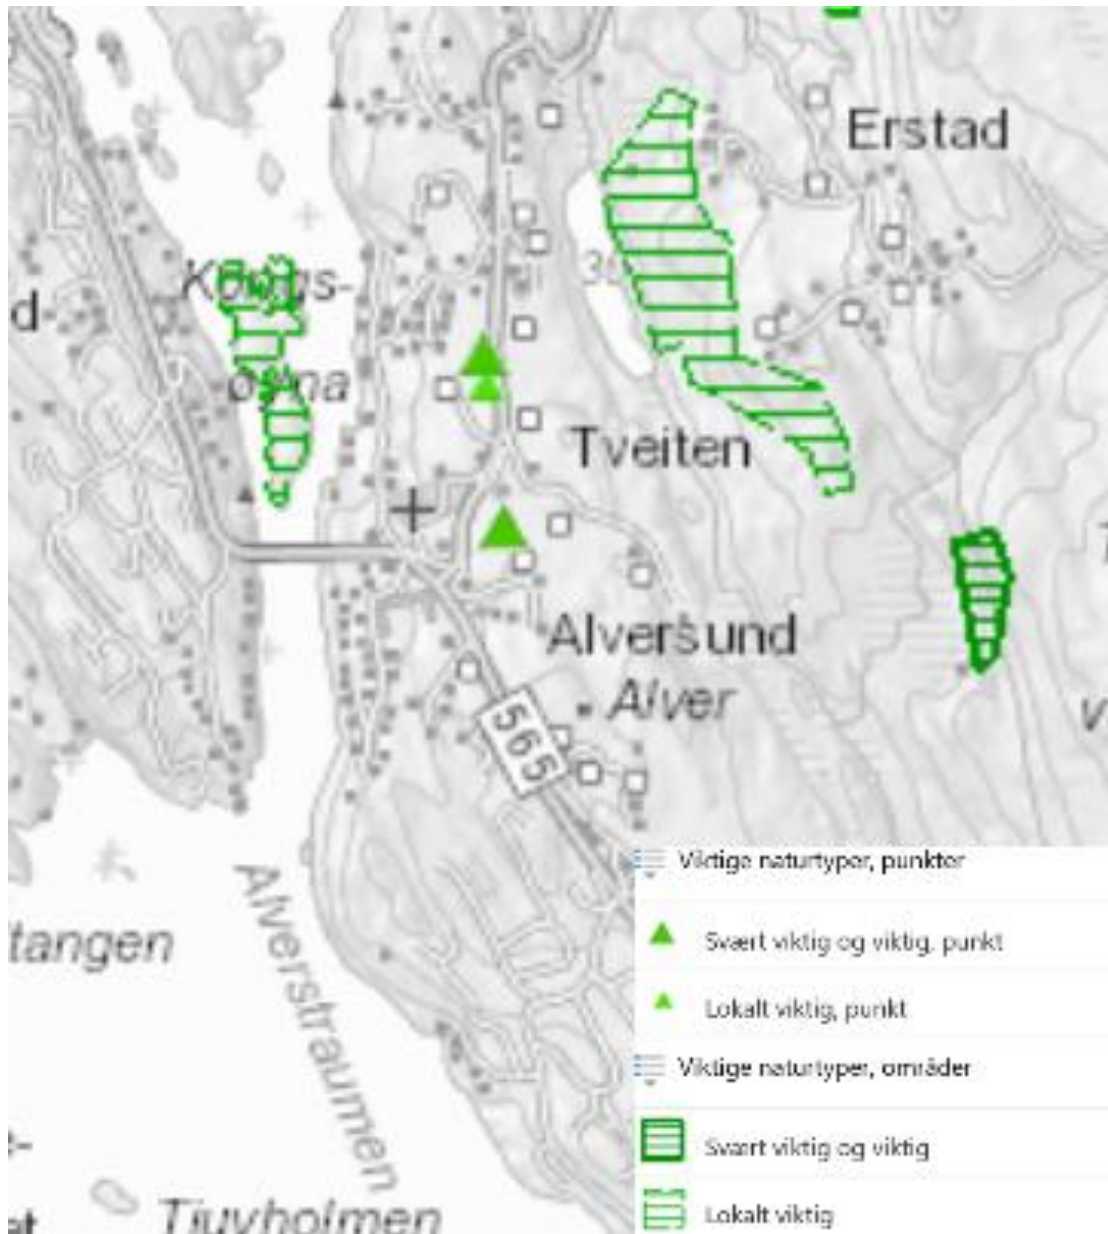 Erstad
d
Tveiten
Alversund
Alver
565
Alverstraumen
tangen
Tjuvholmen
et
Viktige naturtyper, punkter
Svært viktig og viktig, punkt
Lokalt viktig, punkt
Viktige naturtyper, områder
Svært viktig og viktig
Lokalt viktig